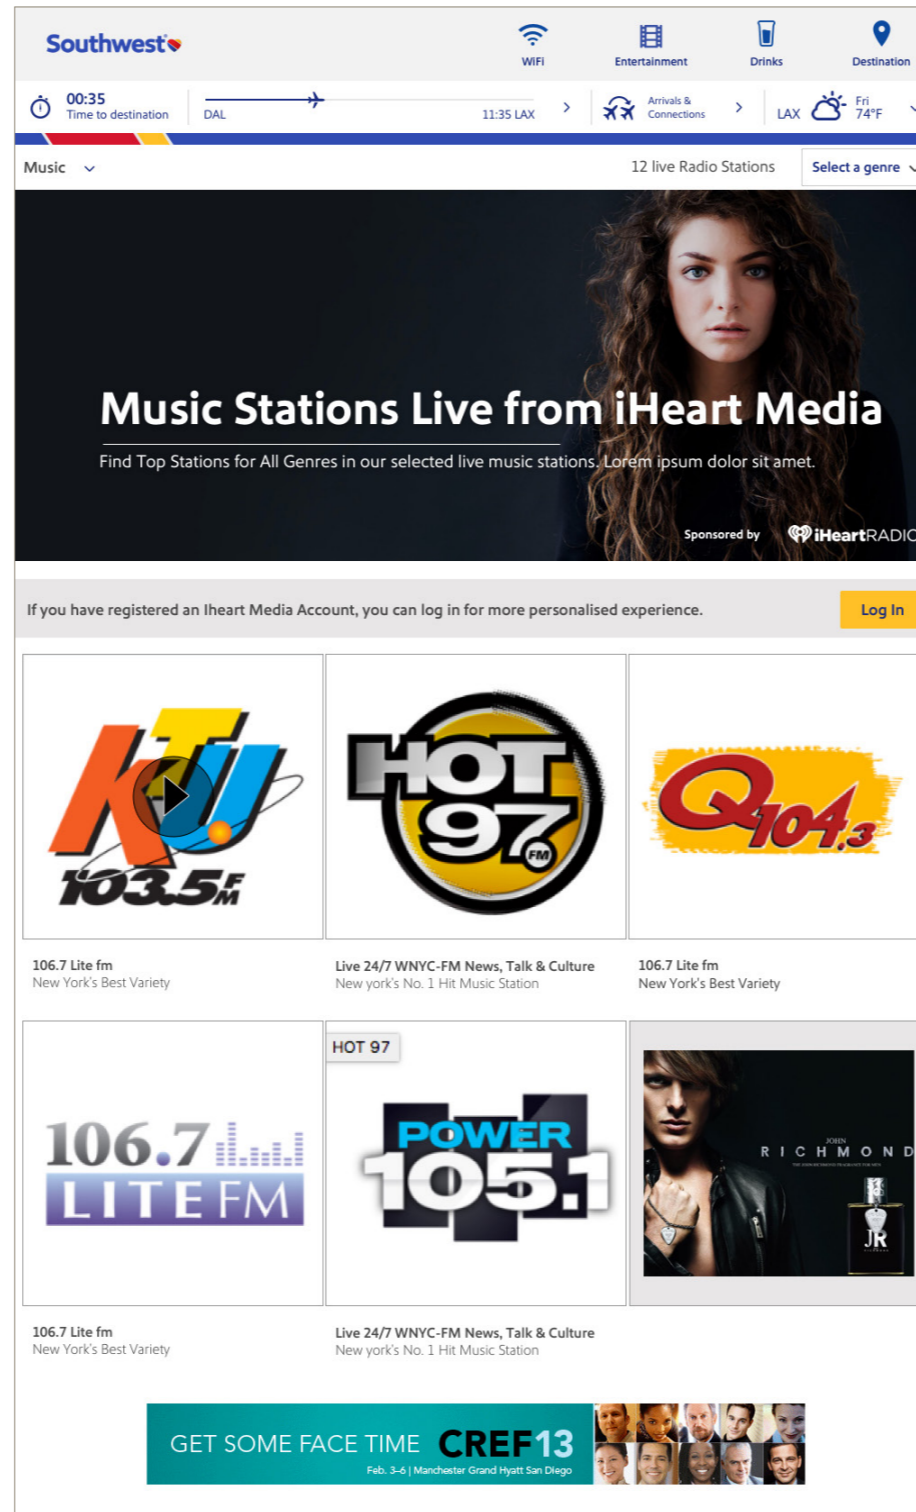 Southwest
WiFi
Entertainment
Drinks
Destination
00:35
Time to destination
DAL
11:35 LAX
Arrivals &
Connections
LAX
Fri
74°F
Music
12 live Radio Stations
Select a genre
Music Stations Live from iHeart Media
Find Top Stations for All Genres in our selected live music stations. Lorem ipsum dolor sit amet.
Sponsored by
iHeartRADIO
If you have registered an Iheart Media Account, you can log in for more personalised experience.
Log In
KTU
103.5 FM
HOT
97
FM
Q104.3
106.7 Lite fm
New York's Best Variety
Live 24/7 WNYC-FM News, Talk & Culture
New york's No. 1 Hit Music Station
106.7 Lite fm
New York's Best Variety
106.7
LITE FM
HOT 97
POWER
105.1
JOHN
RICHMOND
JR
106.7 Lite fm
New York's Best Variety
Live 24/7 WNYC-FM News, Talk & Culture
New york's No. 1 Hit Music Station
GET SOME FACE TIME CREF13
Feb. 3–6 | Manchester Grand Hyatt San Diego